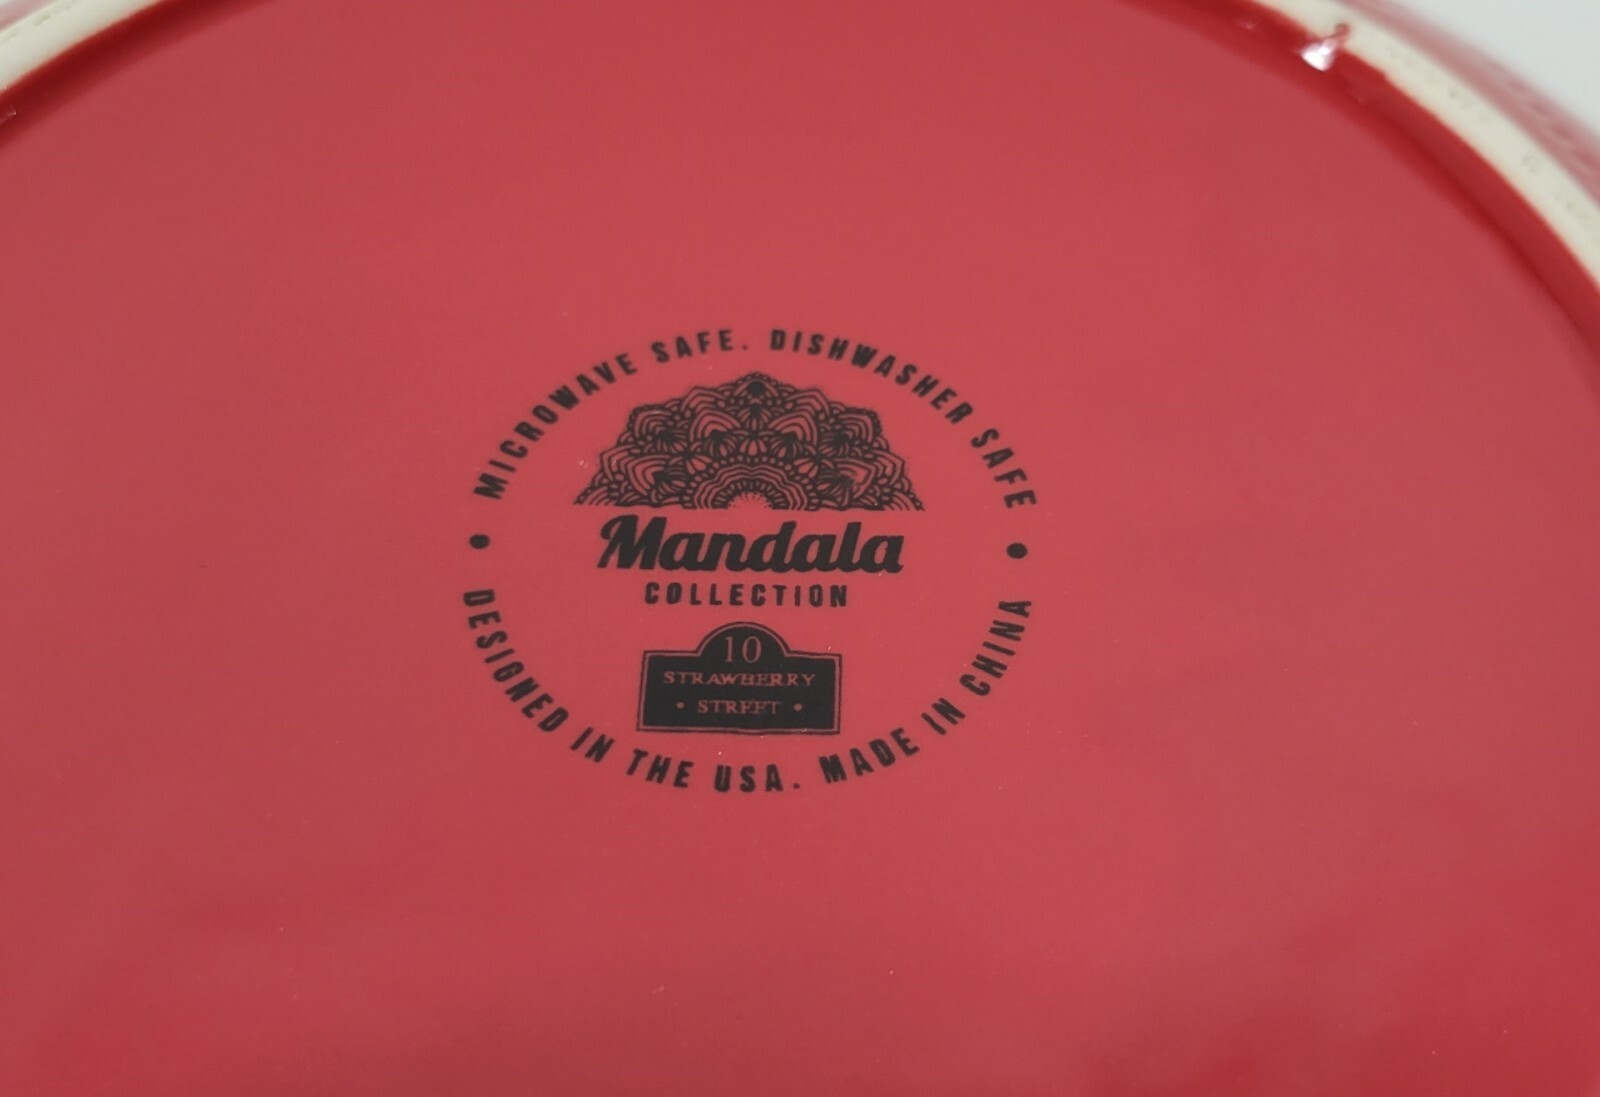 MICROWAVE SAFE. DISHWASHER SAFE
Mandala
COLLECTION
10
STRAWBERRY
• STREET •
• DESIGNED IN THE USA. MADE IN CHINA •